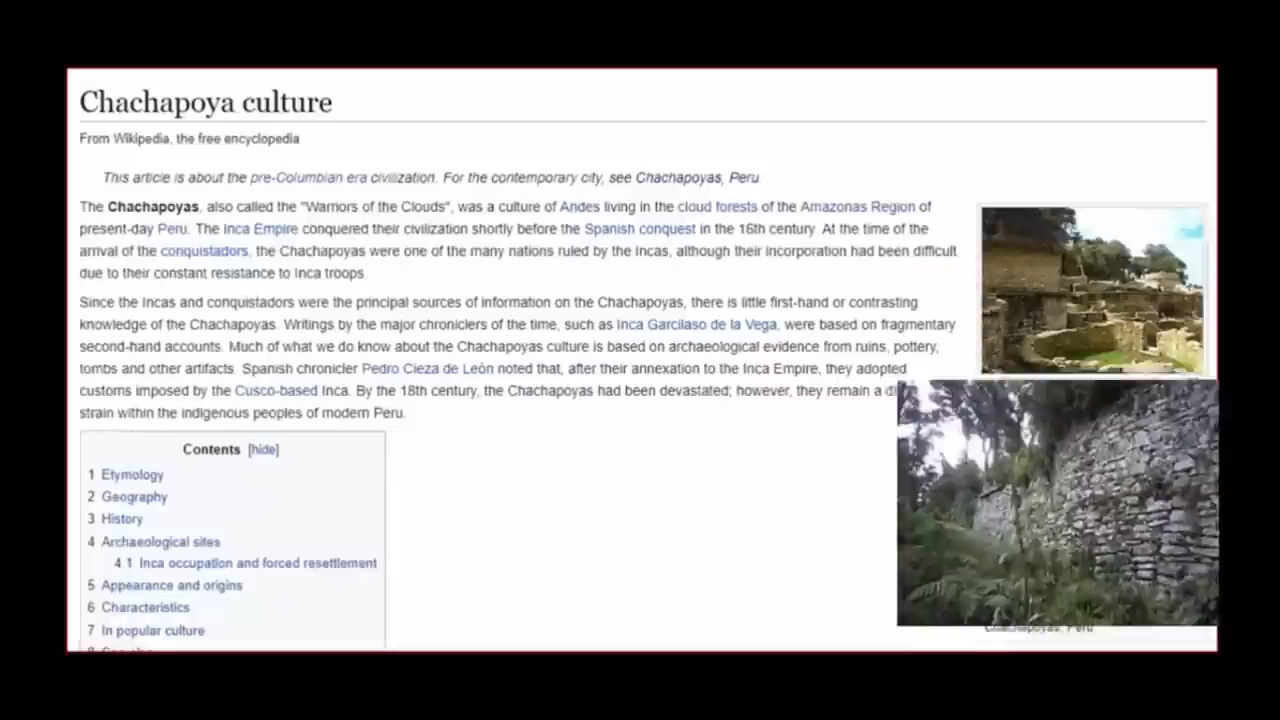 Chachapoya culture
From Wikipedia, the free encyclopedia
This article is about the pre-Columbian era civilization. For the contemporary city, see Chachapoyas, Peru.
The Chachapoyas, also called the "Warriors of the Clouds", was a culture of Andes living in the cloud forests of the Amazonas Region of
present-day Peru. The Inca Empire conquered their civilization shortly before the Spanish conquest in the 16th century. At the time of the
arrival of the conquistadors, the Chachapoyas were one of the many nations ruled by the Incas, although their incorporation had been difficult
due to their constant resistance to Inca troops.
Since the Incas and conquistadors were the principal sources of information on the Chachapoyas, there is little first-hand or contrasting
knowledge of the Chachapoyas. Writings by the major chroniclers of the time, such as Inca Garcilaso de la Vega, were based on fragmentary
second-hand accounts. Much of what we do know about the Chachapoyas culture is based on archaeological evidence from ruins, pottery,
tombs and other artifacts. Spanish chronicler Pedro Cieza de León noted that, after their annexation to the Inca Empire, they adopted
customs imposed by the Cusco-based Inca. By the 18th century, the Chachapoyas had been devastated; however, they remain a
strain within the indigenous peoples of modern Peru.
Contents [hide]
1 Etymology
2 Geography
3 History
4 Archaeological sites
4.1 Inca occupation and forced resettlement
5 Appearance and origins
6 Characteristics
7 In popular culture
Chachapoyas, Peru